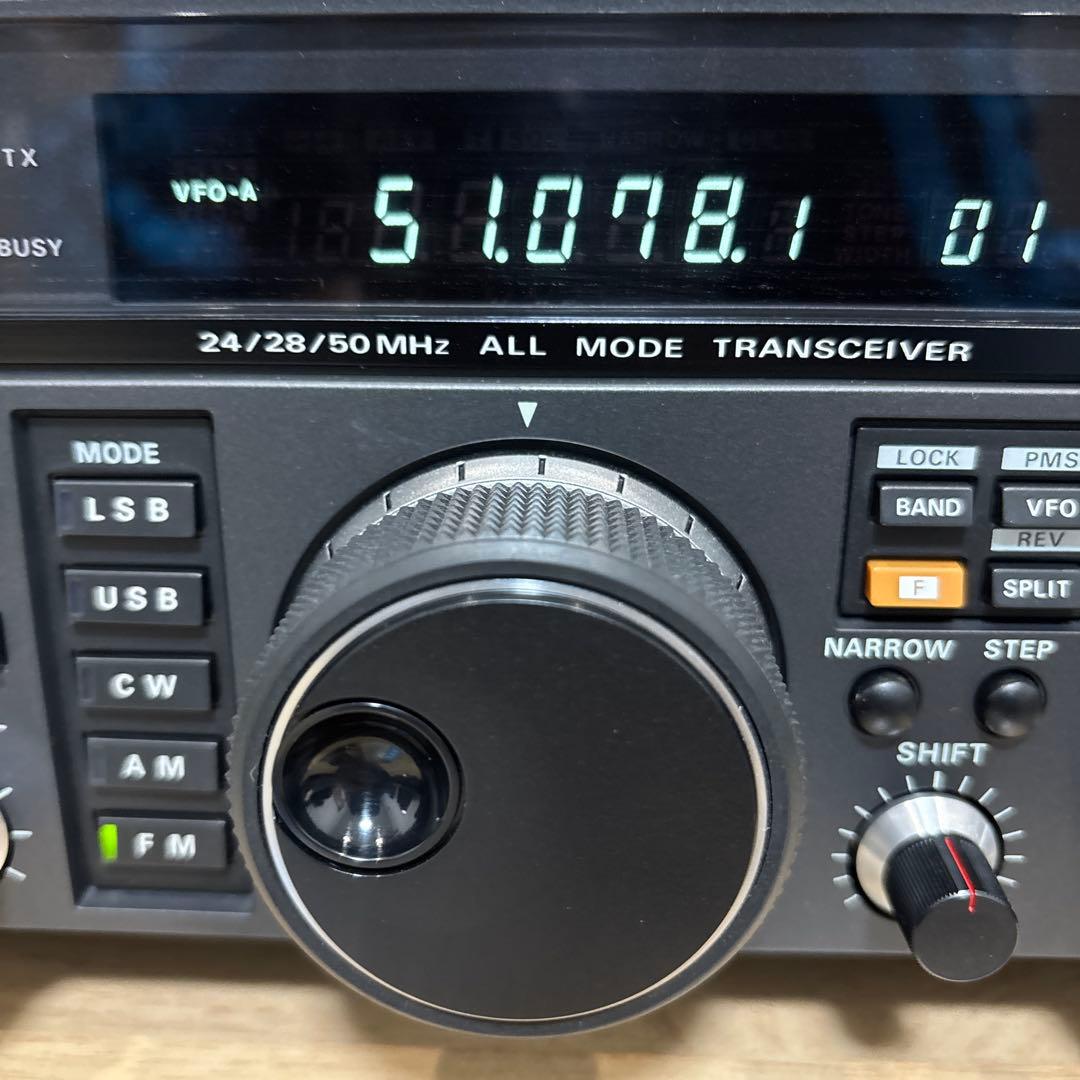 TX
VFO-A 51.078.1 01
BUSY
24/28/50MHz ALL MODE TRANSCEIVER
MODE
LSB
USB
CW
AM
FM
LOCK PMS
BAND VFO
REV
F SPLIT
NARROW STEP
SHIFT